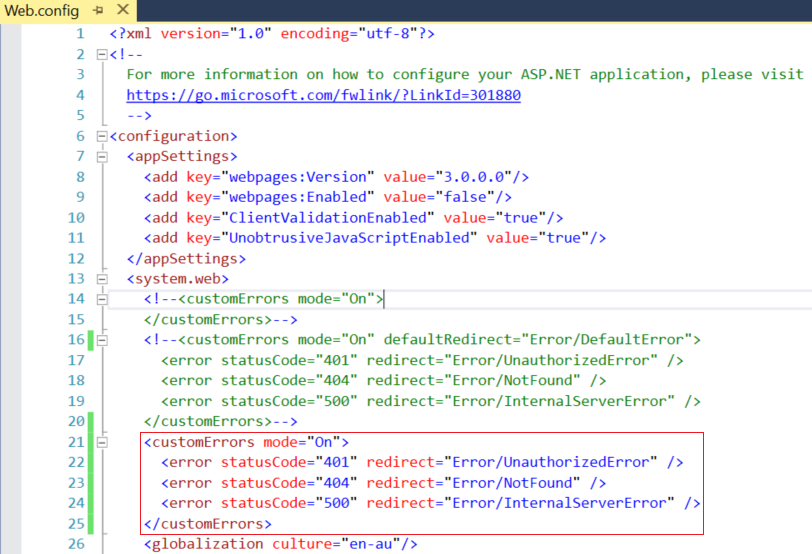 Web.config
1 <?xml version="1.0" encoding="utf-8"?>
2 <!--
3 For more information on how to configure your ASP.NET application, please visit
4 https://go.microsoft.com/fwlink/?LinkId=301880
5 -->
6 <configuration>
7 <appSettings>
8 <add key="webpages:Version" value="3.0.0.0"/>
9 <add key="webpages:Enabled" value="false"/>
10 <add key="ClientValidationEnabled" value="true"/>
11 <add key="UnobtrusiveJavaScriptEnabled" value="true"/>
12 </appSettings>
13 <system.web>
14 <!--<customErrors mode="On">
15 </customErrors>-->
16 <!--<customErrors mode="On" defaultRedirect="Error/DefaultError">
17 <error statusCode="401" redirect="Error/UnauthorizedError" />
18 <error statusCode="404" redirect="Error/NotFound" />
19 <error statusCode="500" redirect="Error/InternalServerError" />
20 </customErrors>-->
21 <customErrors mode="On">
22 <error statusCode="401" redirect="Error/UnauthorizedError" />
23 <error statusCode="404" redirect="Error/NotFound" />
24 <error statusCode="500" redirect="Error/InternalServerError" />
25 </customErrors>
26 <globalization culture="en-au"/>